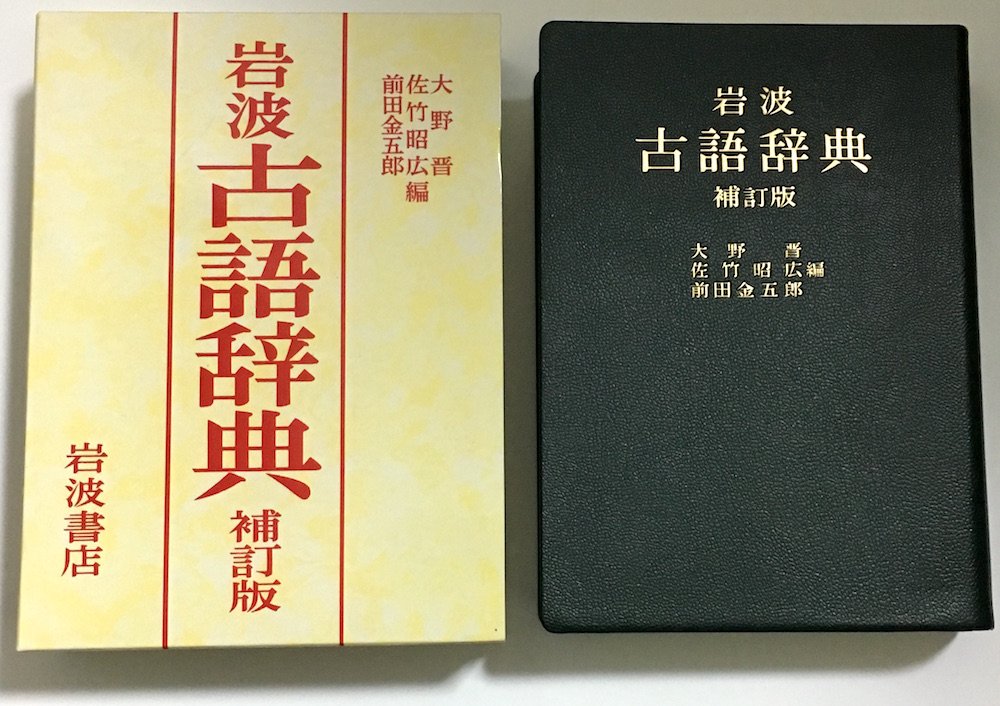 大野晋
佐竹昭広編
前田金五郎
岩波古語辞典補訂版
岩波書店
岩波
古語辞典
補訂版
大野晋
佐竹昭広編
前田金五郎